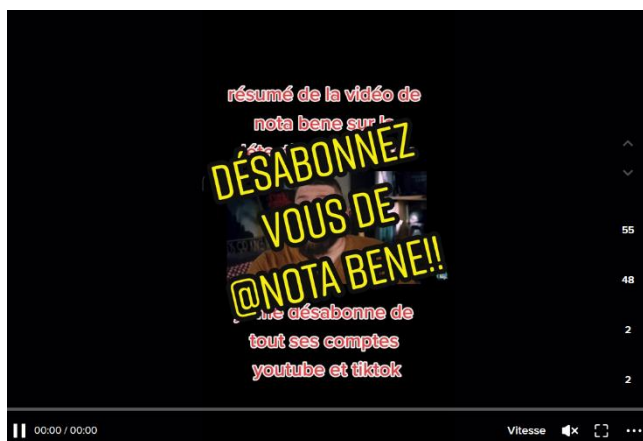 résumé de la vidéo de
nota bene sur la
DÉSABONNEZ
VOUS DE
@NOTA BENE!!
désabonne de
tout ses comptes
youtube et tiktok
55
48
2
2
00:00 / 00:00
Vitesse